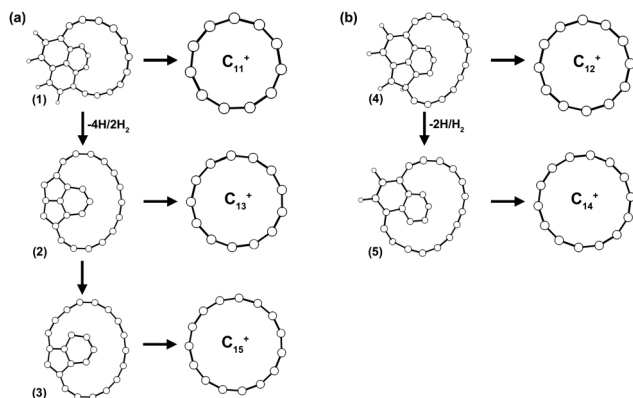 (a)
(b)
C11+
C12+
(1)
(4)
-4H/2H2
-2H/H2
C13+
C14+
(2)
(5)
C15+
(3)